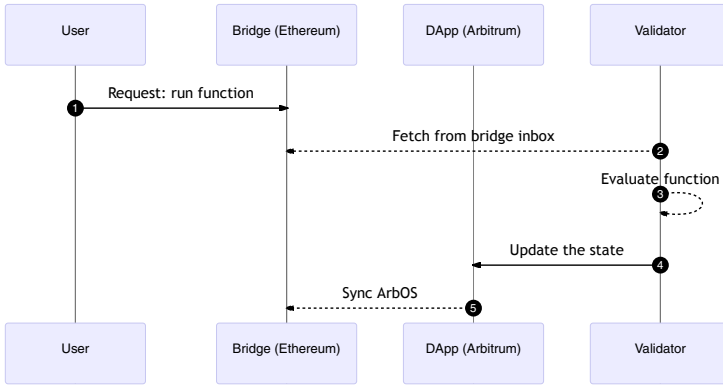 User
Bridge (Ethereum)
DApp (Arbitrum)
Validator
1
Request: run function
Fetch from bridge inbox
2
Evaluate function
3
Update the state
4
Sync ArbOS
5
User
Bridge (Ethereum)
DApp (Arbitrum)
Validator